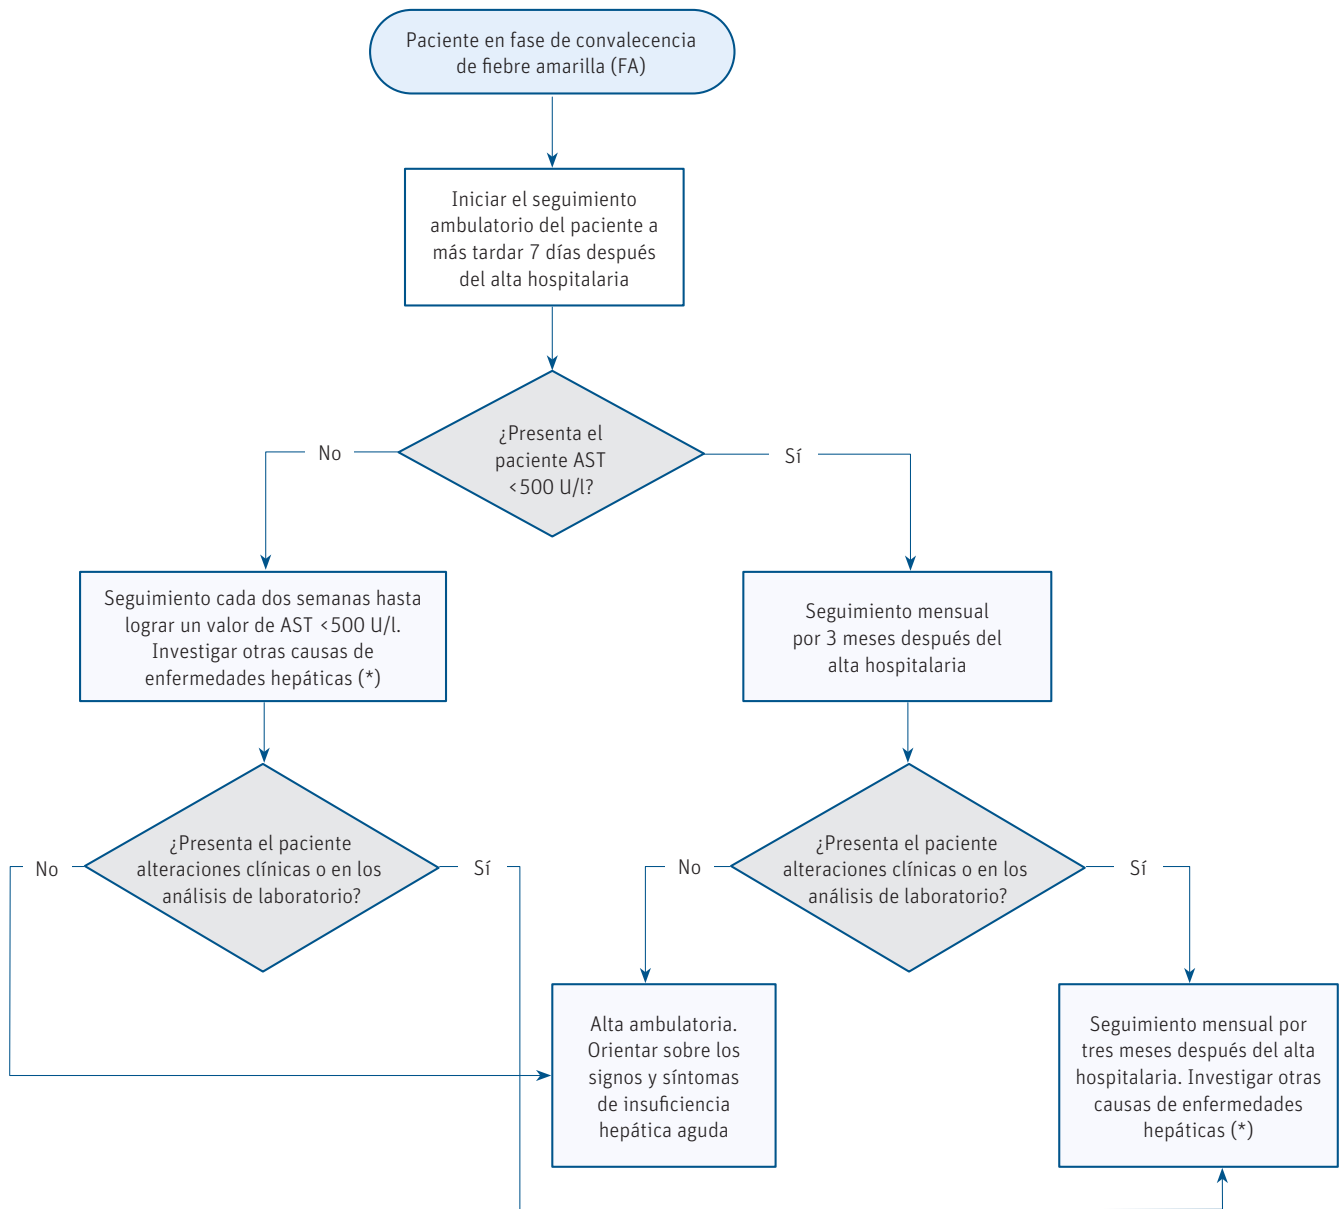 Paciente en fase de convalecencia
de fiebre amarilla (FA)
Iniciar el seguimiento
ambulatorio del paciente a
más tardar 7 días después
del alta hospitalaria
¿Presenta el
paciente AST
<500 U/l?
No
Sí
Seguimiento cada dos semanas hasta
lograr un valor de AST <500 U/l.
Investigar otras causas de
enfermedades hepáticas (*)
Seguimiento mensual
por 3 meses después del
alta hospitalaria
¿Presenta el paciente
alteraciones clínicas o en los
análisis de laboratorio?
No
Sí
¿Presenta el paciente
alteraciones clínicas o en los
análisis de laboratorio?
No
Sí
Alta ambulatoria.
Orientar sobre los
signos y síntomas
de insuficiencia
hepática aguda
Seguimiento mensual por
tres meses después del alta
hospitalaria. Investigar otras
causas de enfermedades
hepáticas (*)